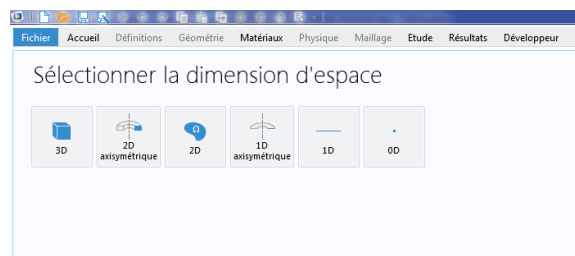 Fichier Accueil Définitions Géométrie Matériaux Physique Maillage Etude Résultats Développeur
Sélectionner la dimension d'espace
3D 2D axisymétrique Ω 2D 1D axisymétrique 1D 0D